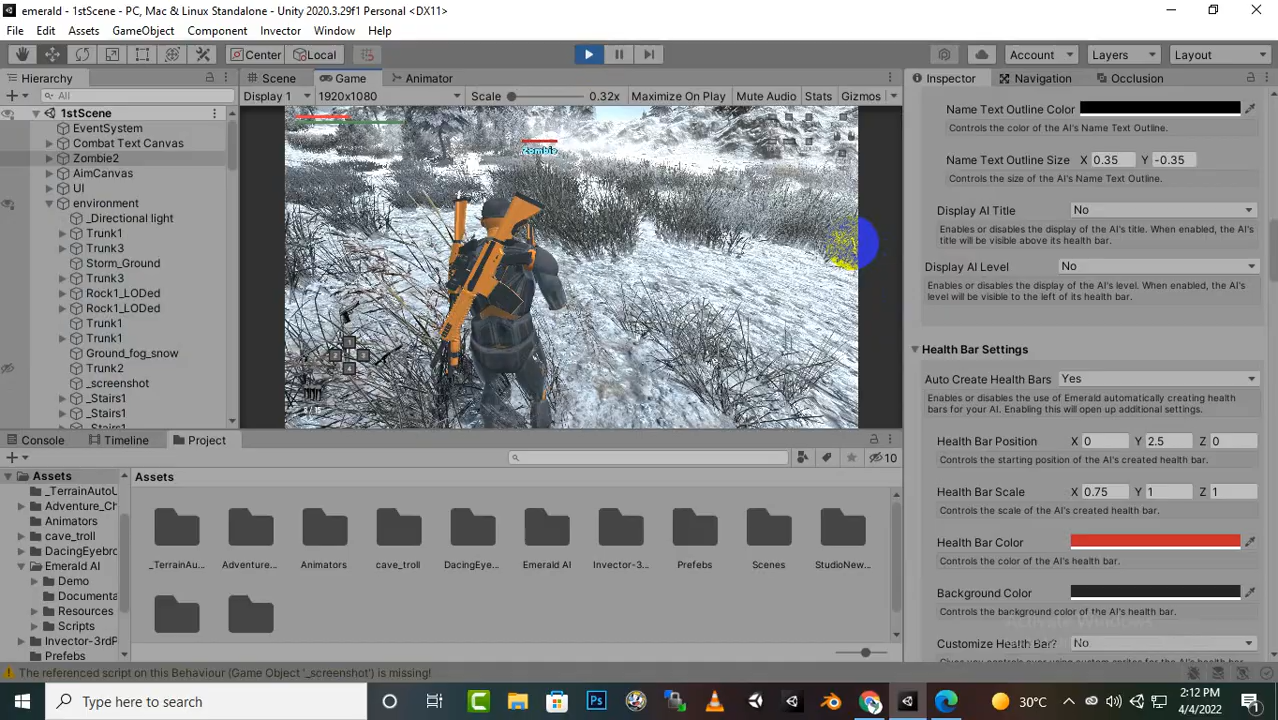 emerald - 1stScene - PC, Mac & Linux Standalone - Unity 2020.3.29f1 Personal <DX11>
File Edit Assets GameObject Component Inspector Window Help
Center Local Account Layers Layout
Hierarchy
All
1stScene
EventSystem
Combat Text Canvas
Zombie2
AimCanvas
UI
environment
_Directional light
Trunk1
Trunk3
Storm_Ground
Trunk3
Rock1_LODed
Rock1_LODed
Trunk1
Trunk1
Ground_fog_snow
Trunk2
_screenshot
_Stairs1
_Stairs1
_Stairs1
Scene Game Animator
Display 1 1920x1080 Scale 0.32x Maximize On Play Mute Audio Stats Gizmos
Zombie
Inspector Navigation Occlusion
Name Text Outline Color
Controls the color of the AI's Name Text Outline.
Name Text Outline Size X 0.35 Y -0.35
Controls the size of the AI's Name Text Outline.
Display AI Title No
Enables or disables the display of the AI's title. When enabled, the AI's
title will be visible above its health bar.
Display AI Level No
Enables or disables the display of the AI's level. When enabled, the AI's
level will be visible to the left of its health bar.
Health Bar Settings
Auto Create Health Bars Yes
Enables or disables the use of Emerald automatically creating health
bars for your AI. Enabling this will open up additional settings.
Health Bar Position X 0 Y 2.5 Z 0
Controls the starting position of the AI's created health bar.
Health Bar Scale X 0.75 Y 1 Z 1
Controls the scale of the AI's created health bar.
Health Bar Color
Controls the color of the AI's health bar.
Background Color
Controls the background color of the AI's health bar.
Activate Windows
Customize Health Bar? No
Console Timeline Project
10
Assets
_TerrainAutoU
Adventure_Ch
Animators
cave_troll
DacingEyebro
Emerald AI
Demo
Documenta
Resources
Scripts
Invector-3rdP
Prefebs
Assets
_TerrainAu... Adventure... Animators cave_troll DacingEye... Emerald AI Invector-3... Prefebs Scenes StudioNew...
The referenced script on this Behaviour (Game Object '_screenshot') is missing!
Type here to search
30°C
2:12 PM
4/4/2022
1